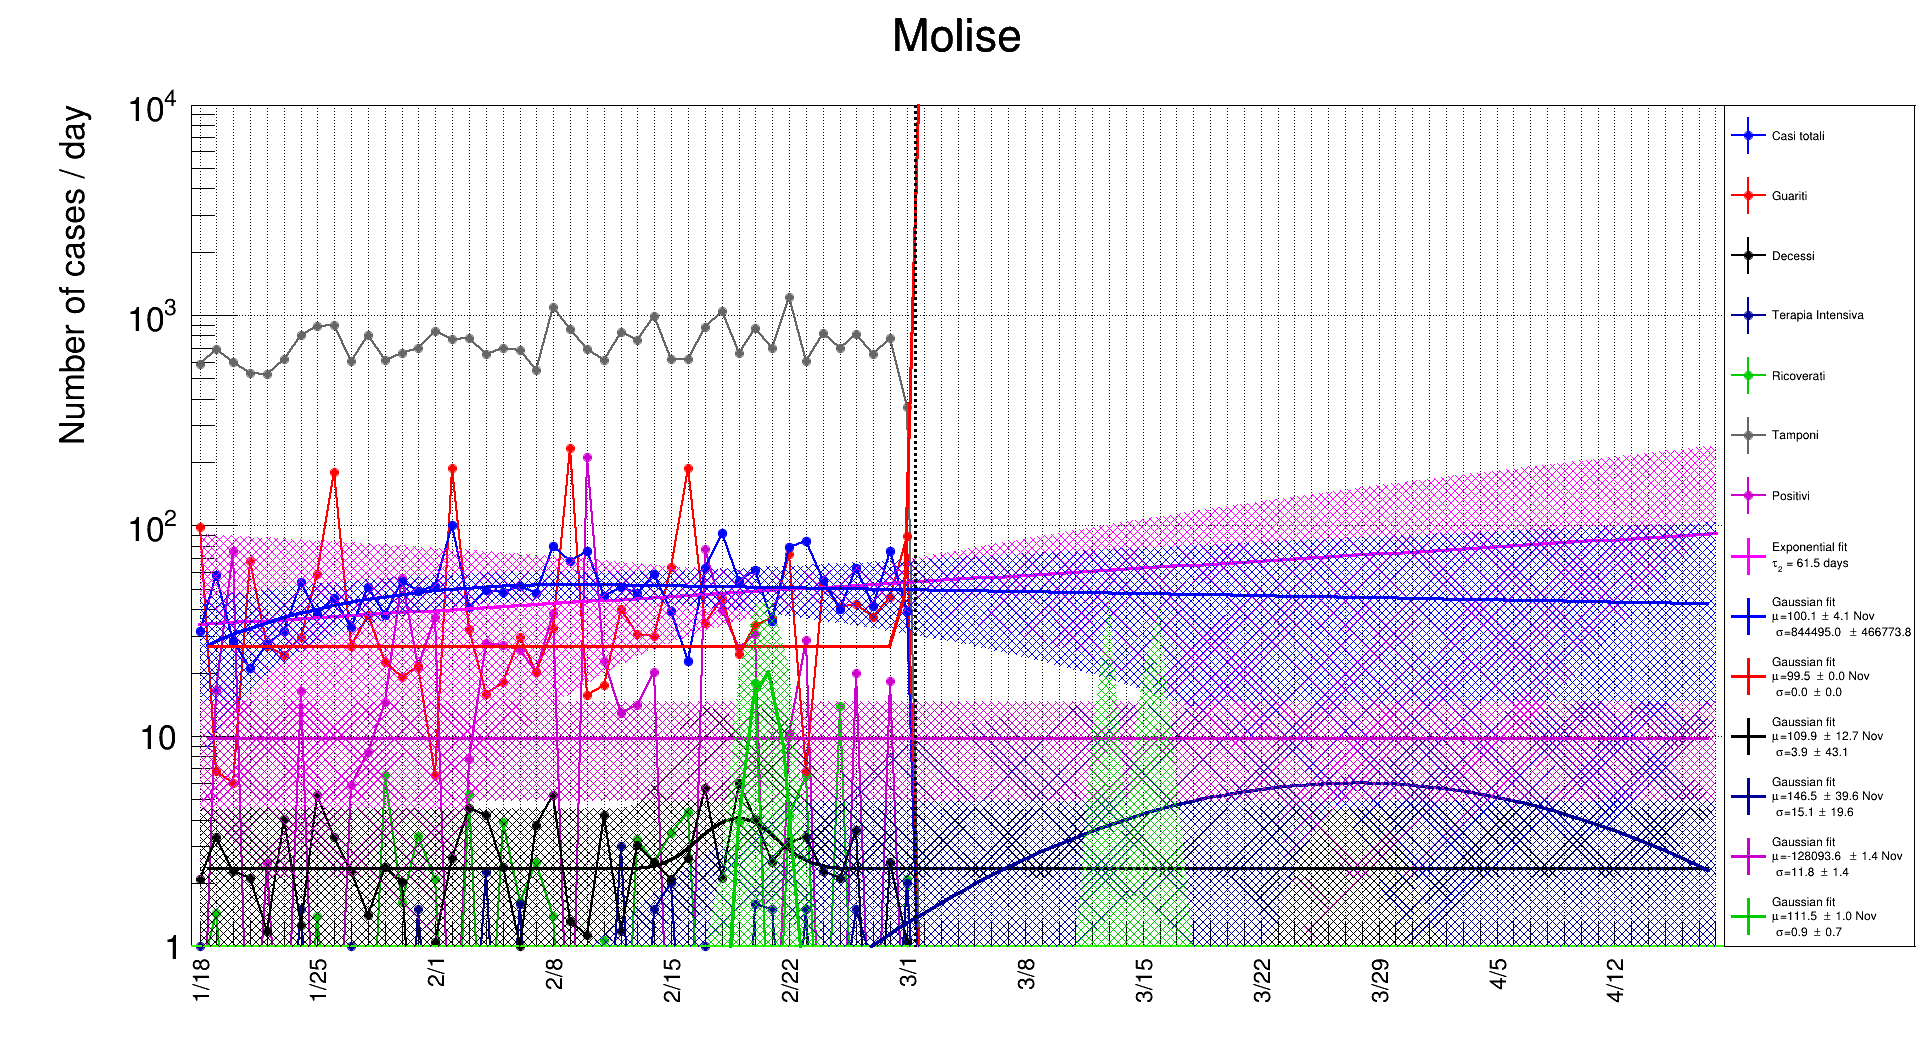 Molise
Number of cases / day
10^4
10^3
10^2
10
1
1/18
1/25
2/1
2/8
2/15
2/22
3/1
3/8
3/15
3/22
3/29
4/5
4/12
Casi totali
Guariti
Decessi
Terapia Intensiva
Ricoverati
Tamponi
Positivi
Exponential fit
τ_2 = 61.5 days
Gaussian fit
μ=100.1 ± 4.1 Nov
σ=844495.0 ± 466773.8
Gaussian fit
μ=99.5 ± 0.0 Nov
σ=0.0 ± 0.0
Gaussian fit
μ=109.9 ± 12.7 Nov
σ=3.9 ± 43.1
Gaussian fit
μ=146.5 ± 39.6 Nov
σ=15.1 ± 19.6
Gaussian fit
μ=-128093.6 ± 1.4 Nov
σ=11.8 ± 1.4
Gaussian fit
μ=111.5 ± 1.0 Nov
σ=0.9 ± 0.7